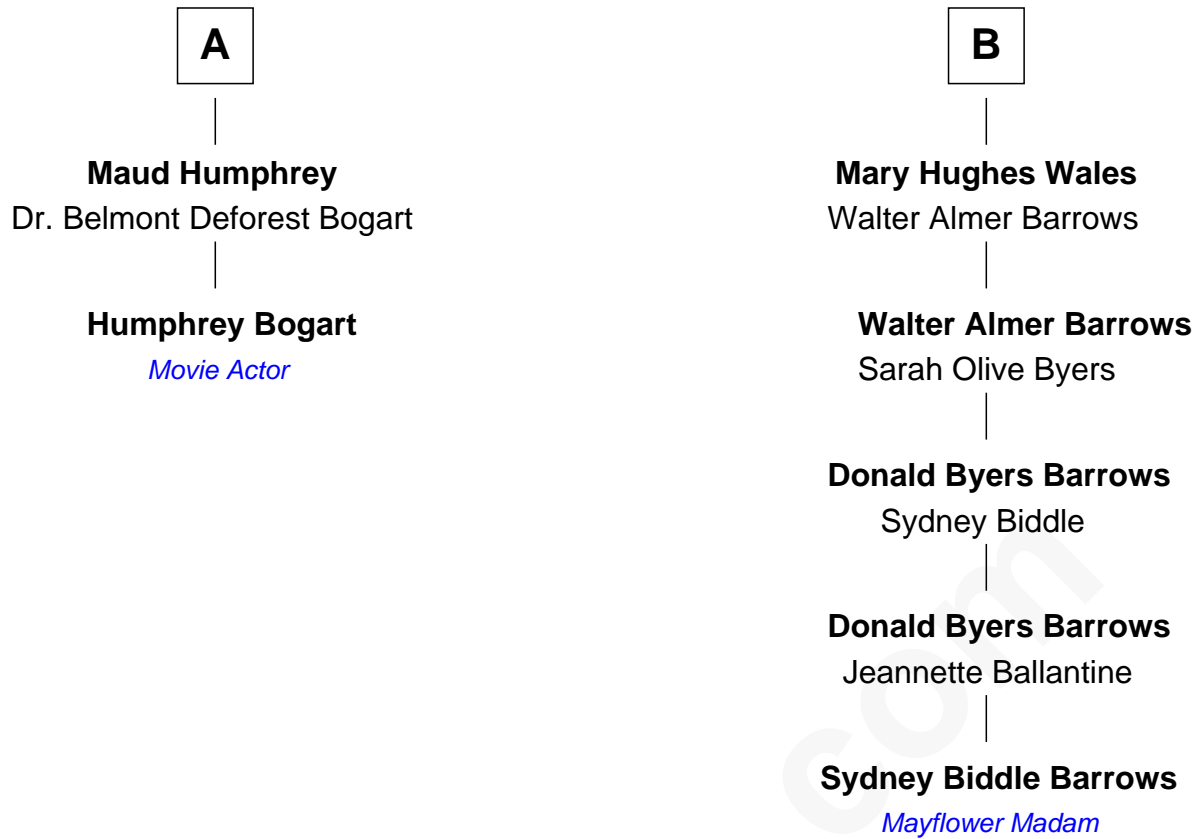 A
Maud Humphrey
Dr. Belmont Deforest Bogart
Humphrey Bogart
Movie Actor
B
Mary Hughes Wales
Walter Almer Barrows
Walter Almer Barrows
Sarah Olive Byers
Donald Byers Barrows
Sydney Biddle
Donald Byers Barrows
Jeannette Ballantine
Sydney Biddle Barrows
Mayflower Madam
com